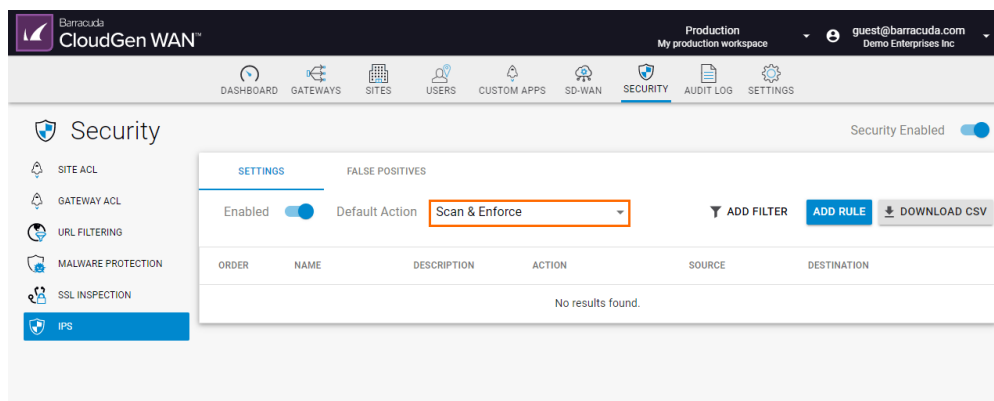 Barracuda
CloudGen WAN™
Production
My production workspace
guest@barracuda.com
Demo Enterprises Inc
DASHBOARD GATEWAYS SITES USERS CUSTOM APPS SD-WAN SECURITY AUDIT LOG SETTINGS
Security
Security Enabled
SITE ACL
GATEWAY ACL
URL FILTERING
MALWARE PROTECTION
SSL INSPECTION
IPS
SETTINGS FALSE POSITIVES
Enabled Default Action Scan & Enforce ADD FILTER ADD RULE DOWNLOAD CSV
ORDER NAME DESCRIPTION ACTION SOURCE DESTINATION
No results found.